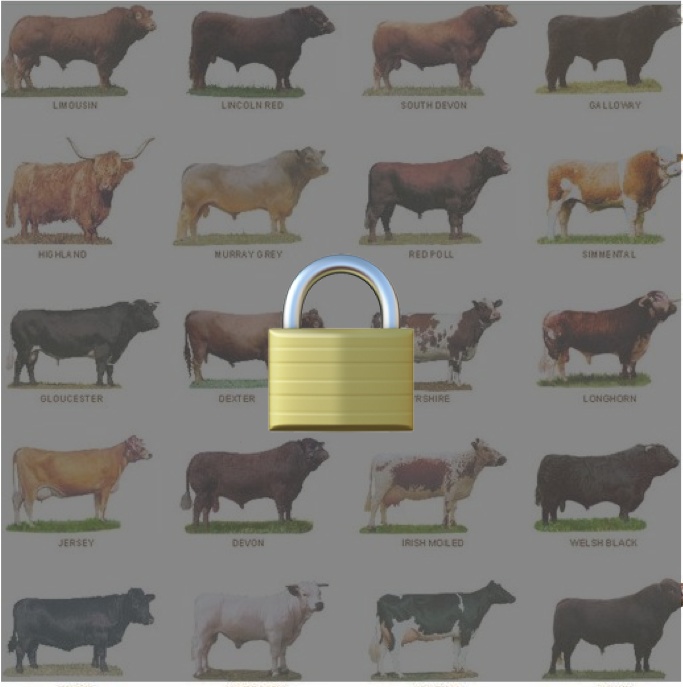 LIMOUSIN
LINCOLN RED
SOUTH DEVON
GALLOWAY
HIGHLAND
MURRAY GREY
RED POLL
SIMMENTAL
GLOUCESTER
DEXTER
RSHIRE
LONGHORN
JERSEY
DEVON
IRISH MOILED
WELSH BLACK